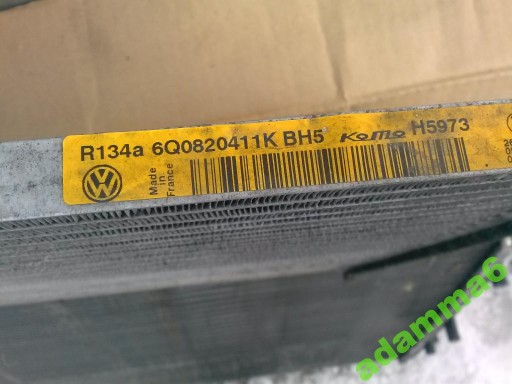 R134a 6Q0820411K BH5 Komo H5973
Made in France
adamma6